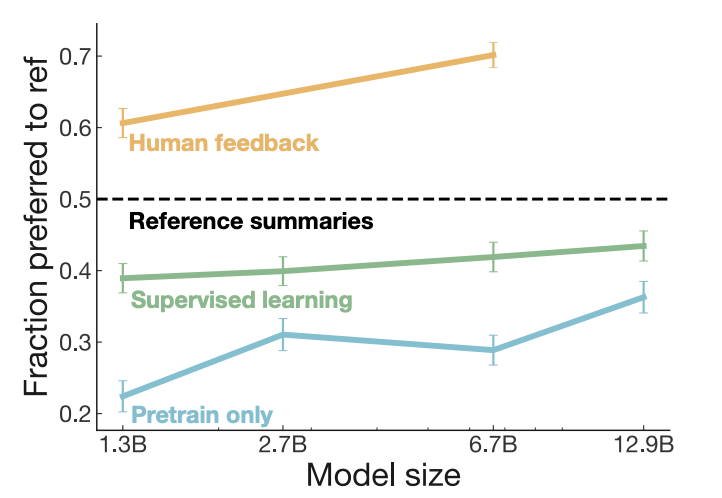 Fraction preferred to ref
0.7
0.6
0.5
0.4
0.3
0.2
Human feedback
Reference summaries
Supervised learning
Pretrain only
1.3B 2.7B 6.7B 12.9B
Model size